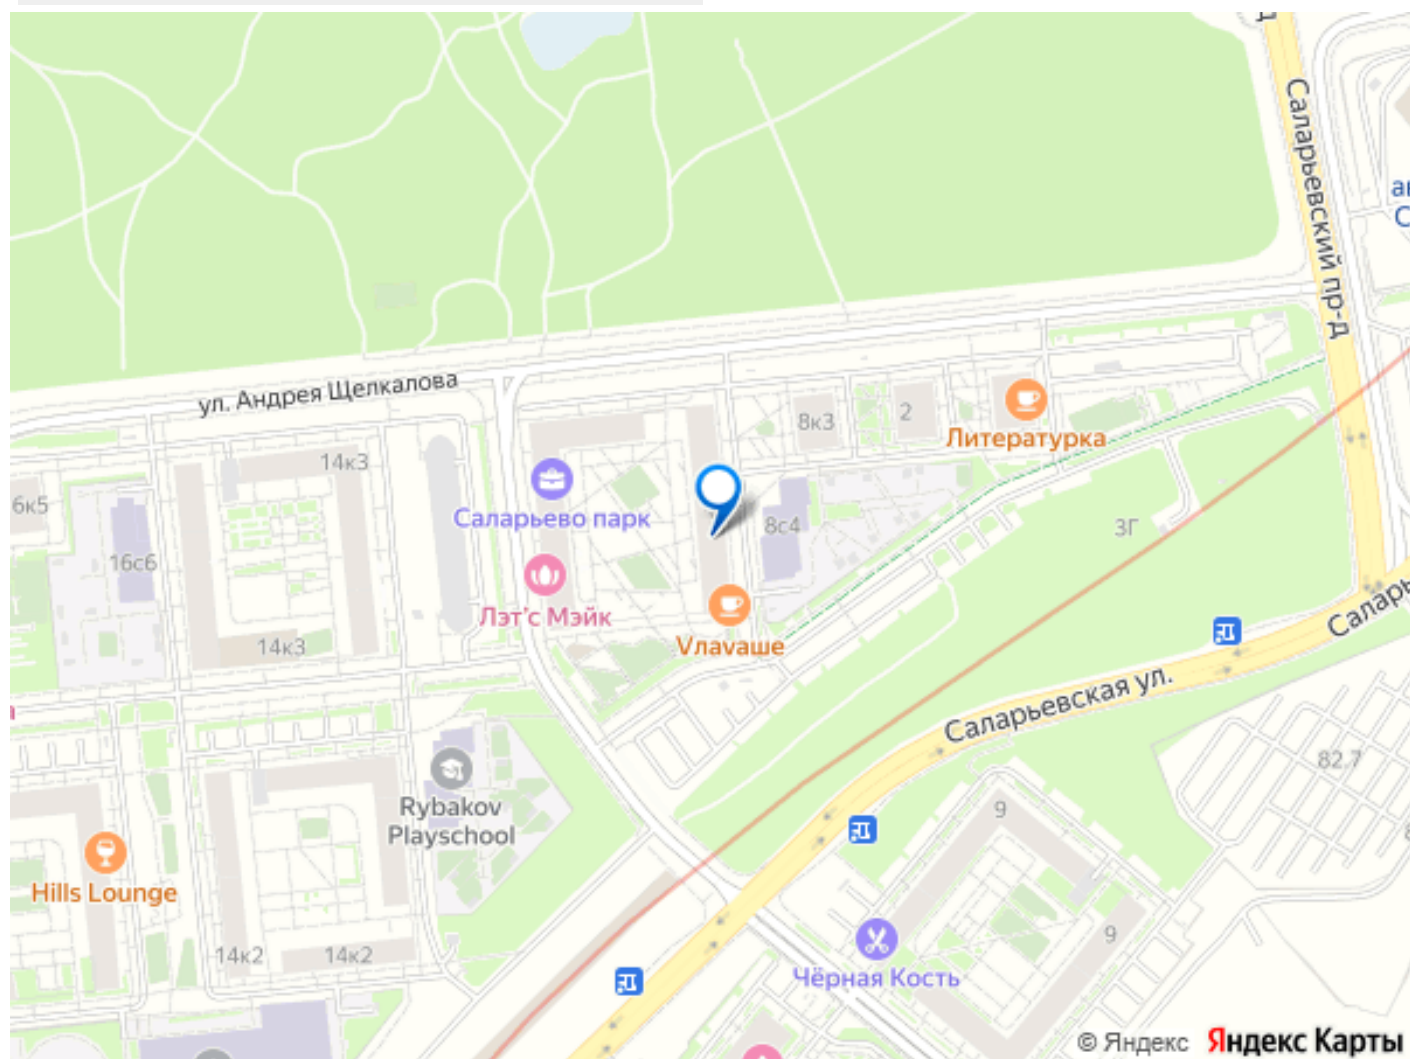 Саларьевский пр-д
ул. Андрея Щелкалова
8к3
2
Литературка
14к3
6к5
Саларьево парк
8с4
3Г
16с6
Лэт'с Мэйк
Vлаvаше
14к3
Саларьевская ул.
82.7
Rybakov
Playschool
9
Hills Lounge
14к2
14к2
9
Чёрная Кость
© Яндекс
Яндекс Карты